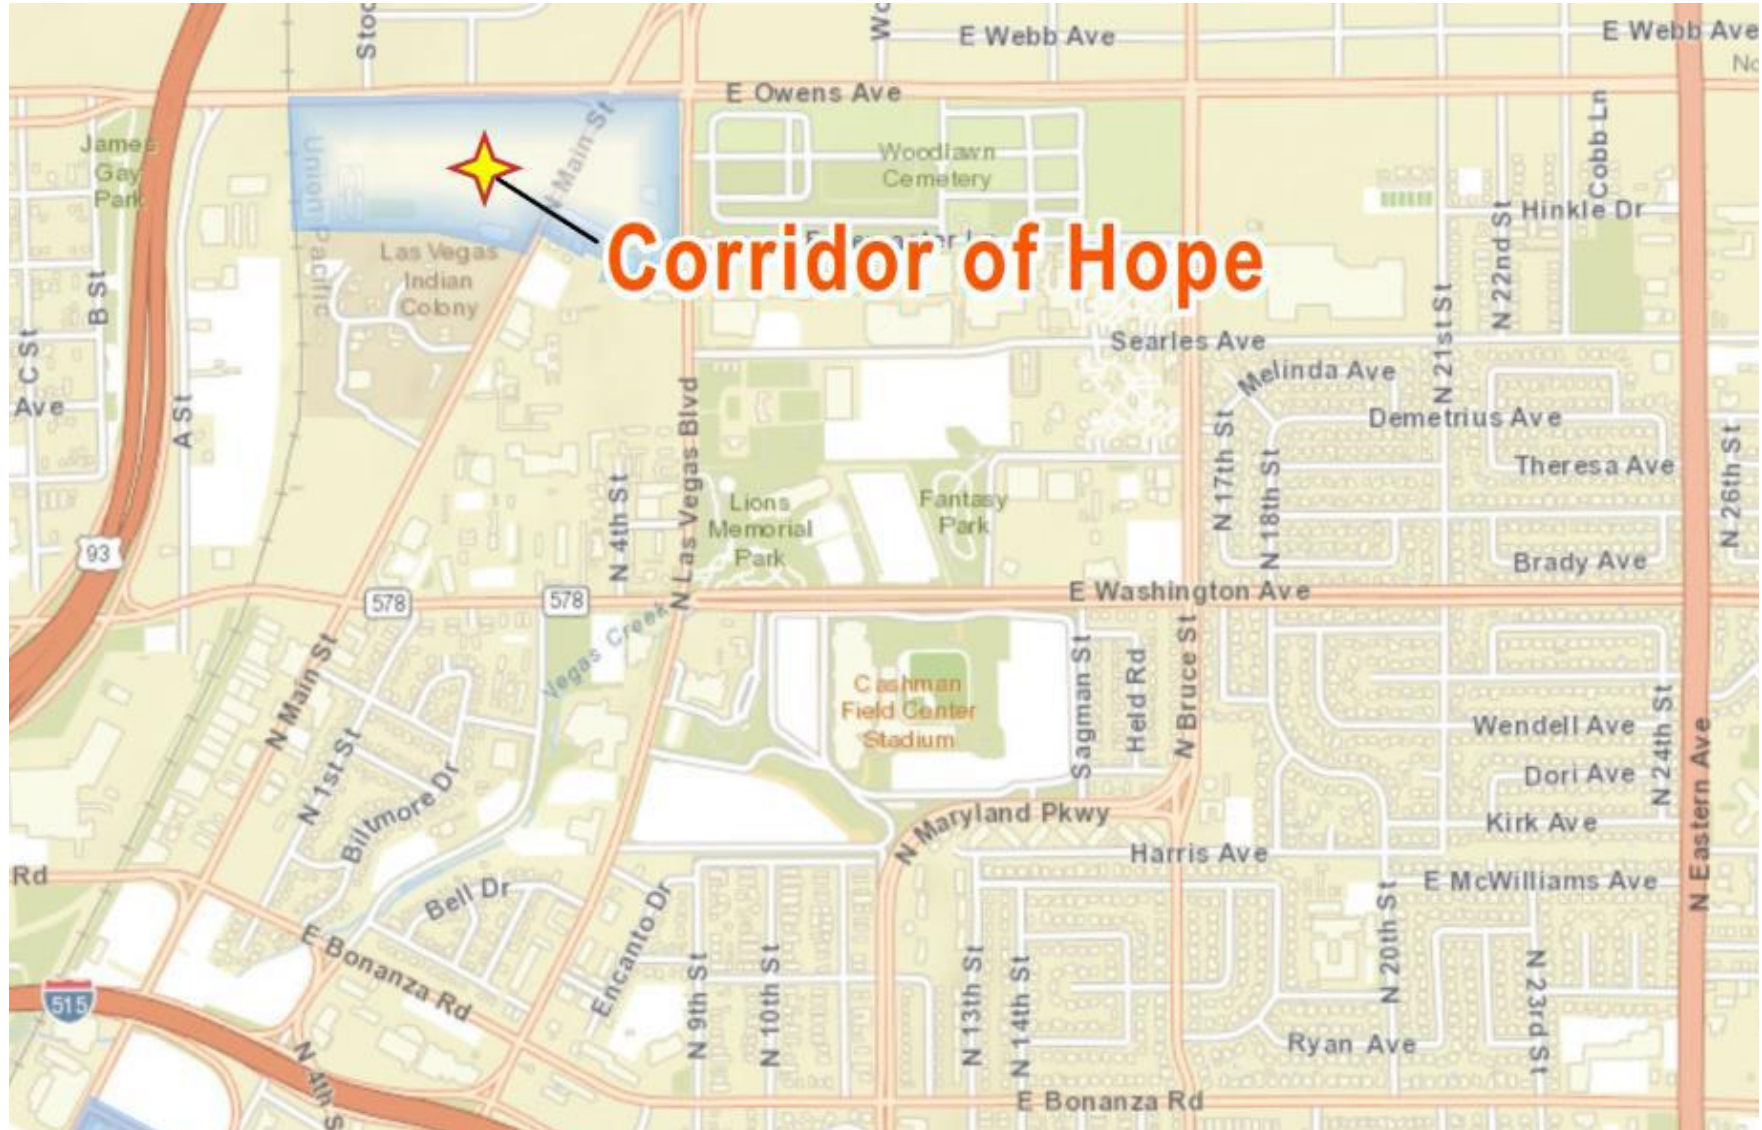 Stoc
Wo
E Webb Ave
E Webb Ave
No
E Owens Ave
James
Gay
Park
Union Pacific
N Main St
Woodlawn
Cemetery
Cobb Ln
Hinkle Dr
N 22nd St
Corridor of Hope
Las Vegas
Indian
Colony
B St
C St
Ave
A St
Searles Ave
N 21st St
Melinda Ave
Demetrius Ave
Theresa Ave
N 17th St
N 18th St
N 26th St
N Las Vegas Blvd
N 4th St
Lions
Memorial
Park
Fantasy
Park
Brady Ave
93
578
578
E Washington Ave
Vegas Creek
N Main St
Cashman
Field Center
Stadium
Sagman St
Held Rd
N Bruce St
Wendell Ave
N 24th St
Dori Ave
Kirk Ave
N Eastern Ave
N 1st St
Biltmore Dr
N Maryland Pkwy
Harris Ave
E McWilliams Ave
Rd
Bell Dr
E Bonanza Rd
Encanto Dr
N 9th St
N 10th St
N 13th St
N 14th St
N 20th St
N 23rd St
515
Ryan Ave
N 4th S
E Bonanza Rd